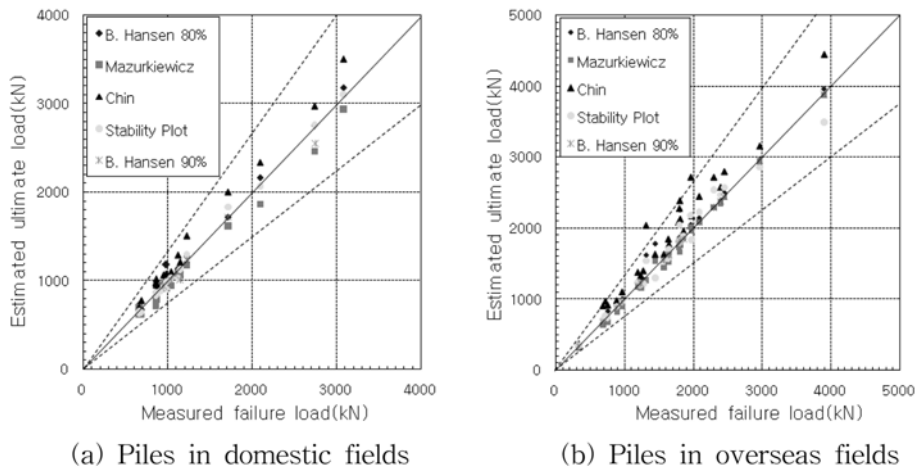 4000
3000
2000
1000
0
Estimated ultimate load(kN)
B. Hansen 80%
Mazurkiewicz
Chin
Stability Plot
B. Hansen 90%
0 1000 2000 3000 4000
Measured failure load(kN)
(a) Piles in domestic fields
5000
4000
3000
2000
1000
0
Estimated ultimate load(kN)
B. Hansen 80%
Mazurkiewicz
Chin
Stability Plot
B. Hansen 90%
0 1000 2000 3000 4000 5000
Measured failure load(kN)
(b) Piles in overseas fields